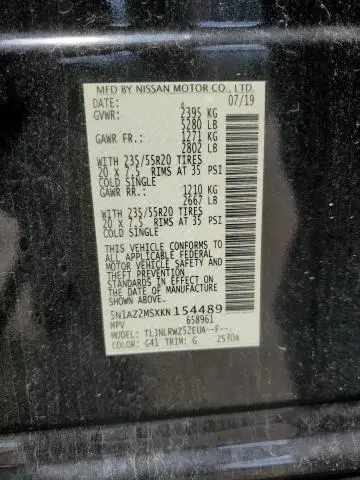 MFD BY NISSAN MOTOR CO., LTD.
DATE: 07/19
GVWR: 2395 KG
5280 LB
GAWR FR.: 1271 KG
2802 LB
WITH 235/55R20 TIRES
20 x 7.5 RIMS AT 35 PSI
COLD SINGLE
GAWR RR.: 1210 KG
2667 LB
WITH 235/55R20 TIRES
20 x 7.5 RIMS AT 35 PSI
COLD SINGLE
THIS VEHICLE CONFORMS TO
ALL APPLICABLE FEDERAL
MOTOR VEHICLE SAFETY
STANDARDS IN EFFECT ON
THE DATE OF MANUFACTURE
SHOWN ABOVE.
5N1AZ2MSXKN154489
MPV 658961
MODEL: TLJNLRWZ52EUA--F--
COLOR: G41 TRIM: G 2S30A